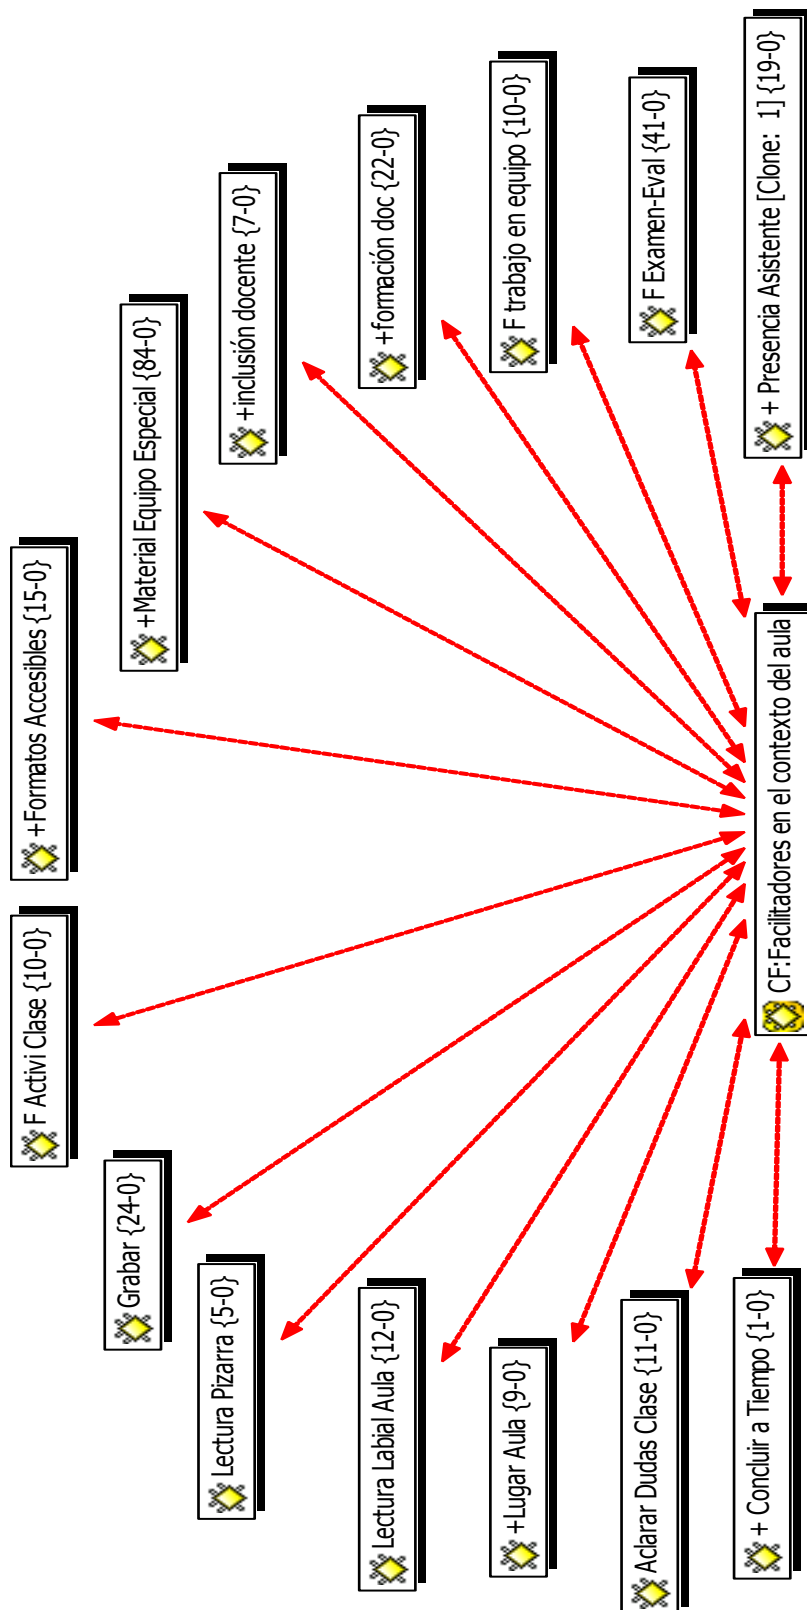 +Formatos Accesibles {15-0}
F Activi Clase {10-0}
+Material Equipo Especial {84-0}
Grabar {24-0}
+inclusión docente {7-0}
Lectura Pizarra {5-0}
+formación doc {22-0}
Lectura Labial Aula {12-0}
F trabajo en equipo {10-0}
+Lugar Aula {9-0}
F Examen-Eval {41-0}
Aclarar Dudas Clase {11-0}
+ Presencia Asistente [Clone: 1] {19-0}
+ Concluir a Tiempo {1-0}
CF:Facilitadores en el contexto del aula